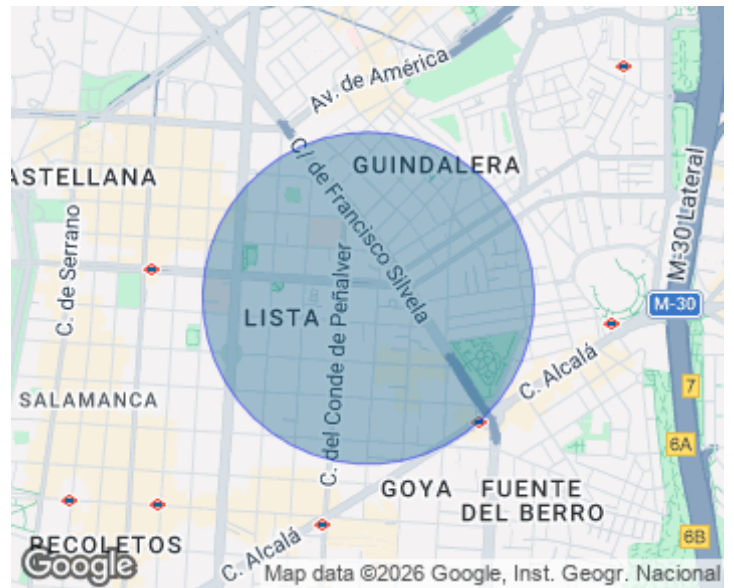 Av. de América
GUINDALERA
ASTELLANA
C/ de Francisco Silvela
M-30 Lateral
C. de Serrano
C. del Conde de Peñalver
LISTA
M-30
C. Alcalá
7
SALAMANCA
6A
GOYA
FUENTE
DEL BERRO
RECOLETOS
6B
C. Alcalá
Google
Map data ©2026 Google, Inst. Geogr. Nacional